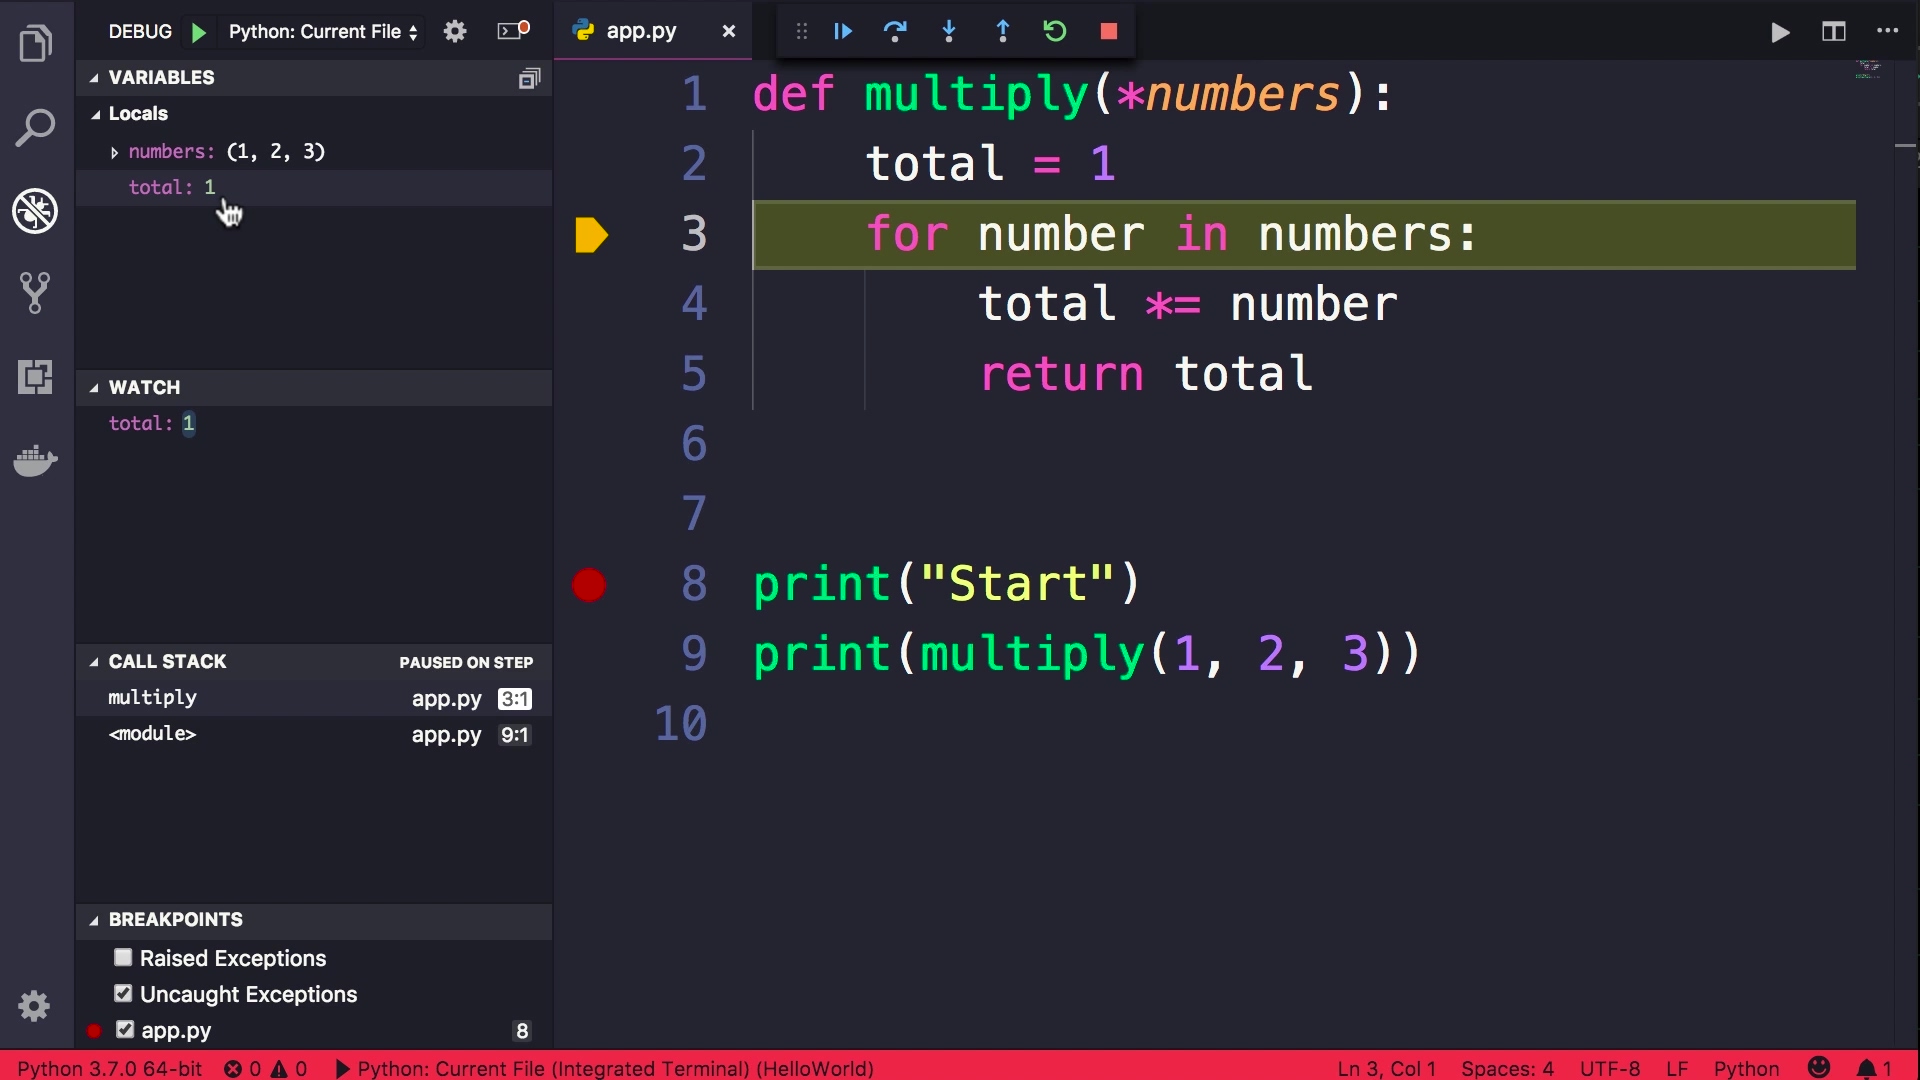 DEBUG Python: Current File
VARIABLES
Locals
numbers: (1, 2, 3)
total: 1
WATCH
total: 1
CALL STACK PAUSED ON STEP
multiply app.py 3:1
<module> app.py 9:1
BREAKPOINTS
Raised Exceptions
Uncaught Exceptions
app.py 8
app.py ×
1 def multiply(*numbers):
2 total = 1
3 for number in numbers:
4 total *= number
5 return total
6
7
8 print("Start")
9 print(multiply(1, 2, 3))
10
Python 3.7.0 64-bit 0 0 Python: Current File (Integrated Terminal) (HelloWorld) Ln 3, Col 1 Spaces: 4 UTF-8 LF Python 1